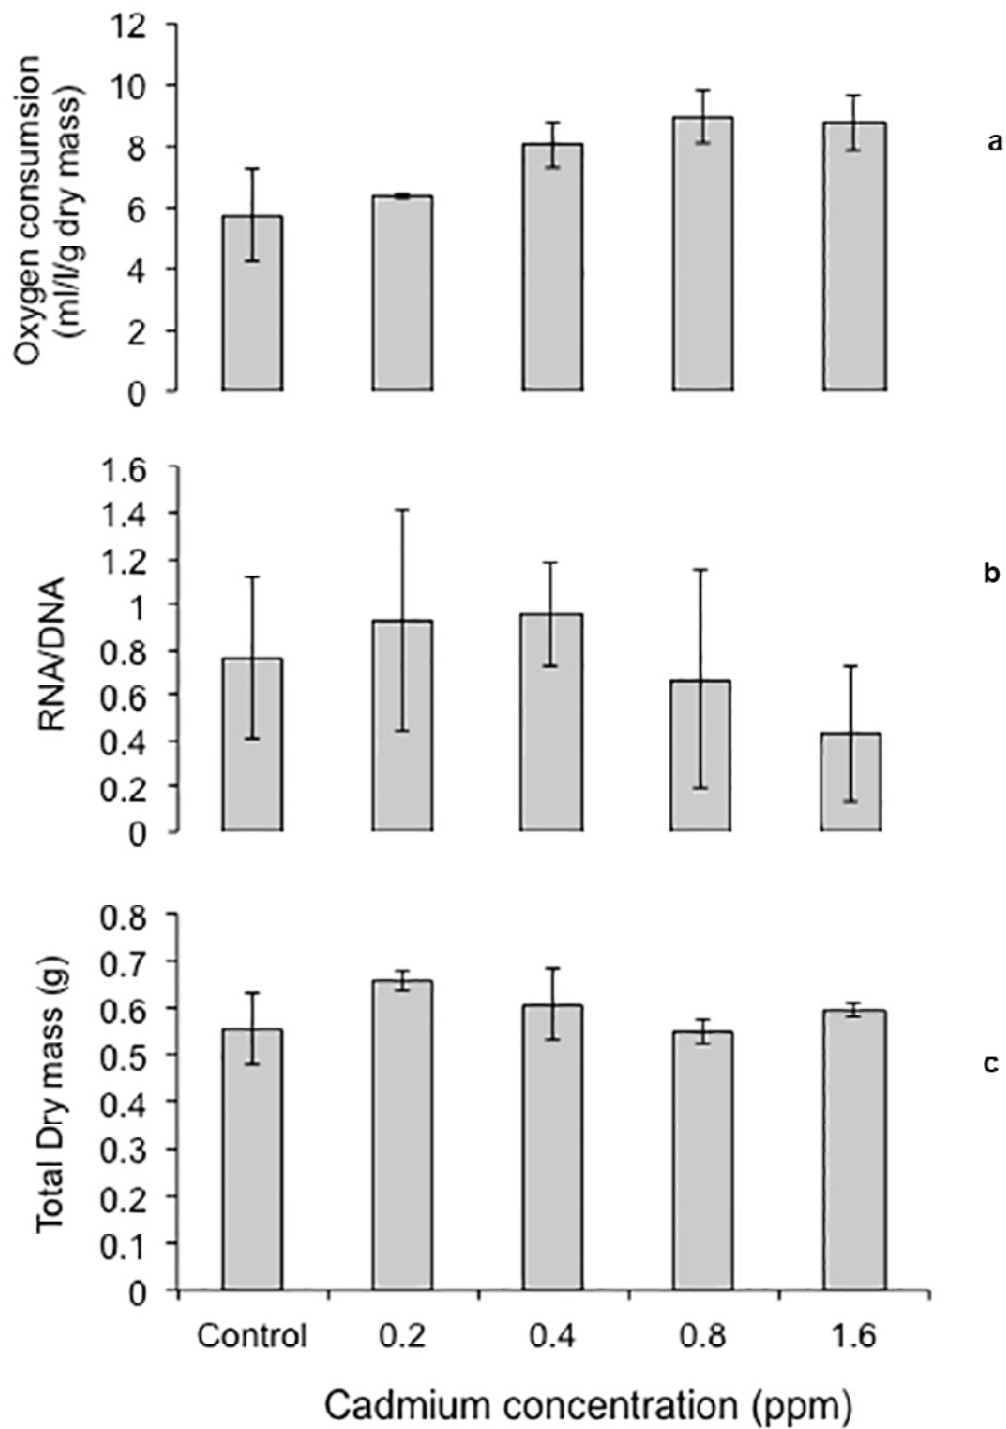 Oxygen consumsion
(ml/l/g dry mass)
12
10
8
6
4
2
0
a
RNA/DNA
1.6
1.4
1.2
1
0.8
0.6
0.4
0.2
0
b
Total Dry mass (g)
0.8
0.7
0.6
0.5
0.4
0.3
0.2
0.1
0
c
Control 0.2 0.4 0.8 1.6
Cadmium concentration (ppm)